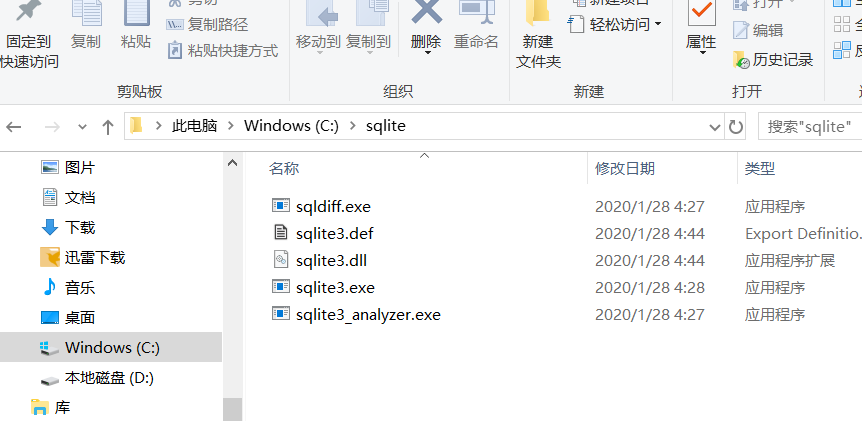 剪切
新建项目
打开
固定到
快速访问
复制
粘贴
复制路径
粘贴快捷方式
移动到
复制到
删除
重命名
新建
文件夹
轻松访问
属性
编辑
历史记录
剪贴板
组织
新建
打开
此电脑 > Windows (C:) > sqlite
搜索"sqlite"
名称 修改日期 类型
图片
文档
下载
迅雷下载
音乐
桌面
Windows (C:)
本地磁盘 (D:)
库
sqldiff.exe 2020/1/28 4:27 应用程序
sqlite3.def 2020/1/28 4:44 Export Definitio...
sqlite3.dll 2020/1/28 4:44 应用程序扩展
sqlite3.exe 2020/1/28 4:28 应用程序
sqlite3_analyzer.exe 2020/1/28 4:27 应用程序